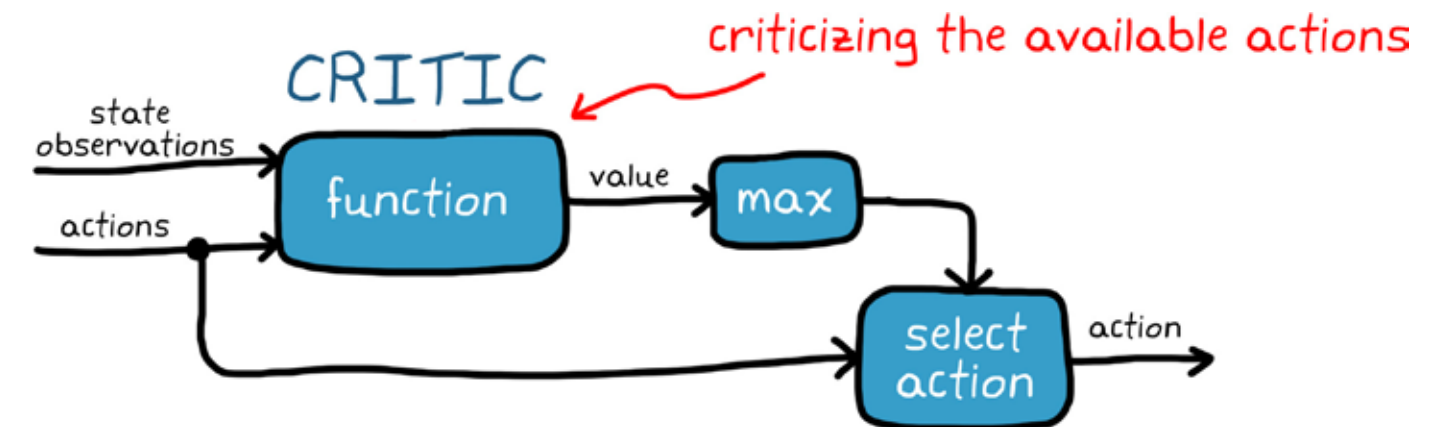 criticizing the available actions
CRITIC
state
observations
function
value
max
actions
select
action
action